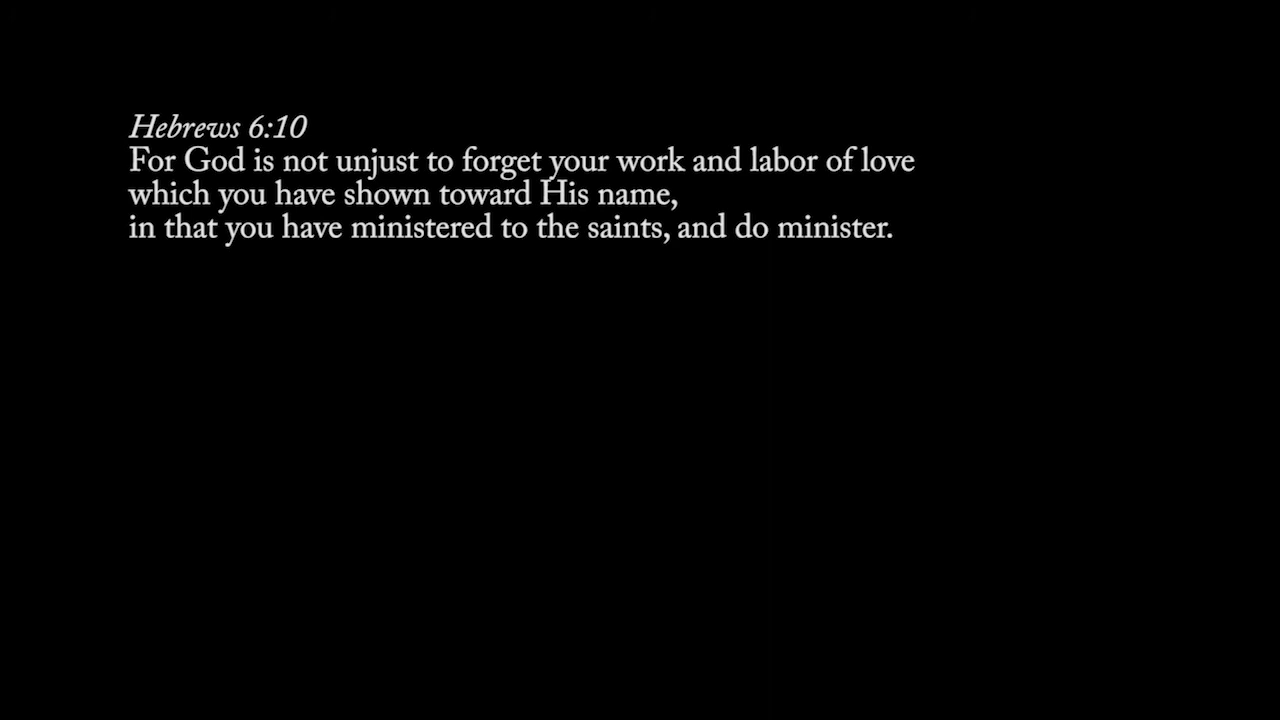 Hebrews 6:10
For God is not unjust to forget your work and labor of love
which you have shown toward His name,
in that you have ministered to the saints, and do minister.